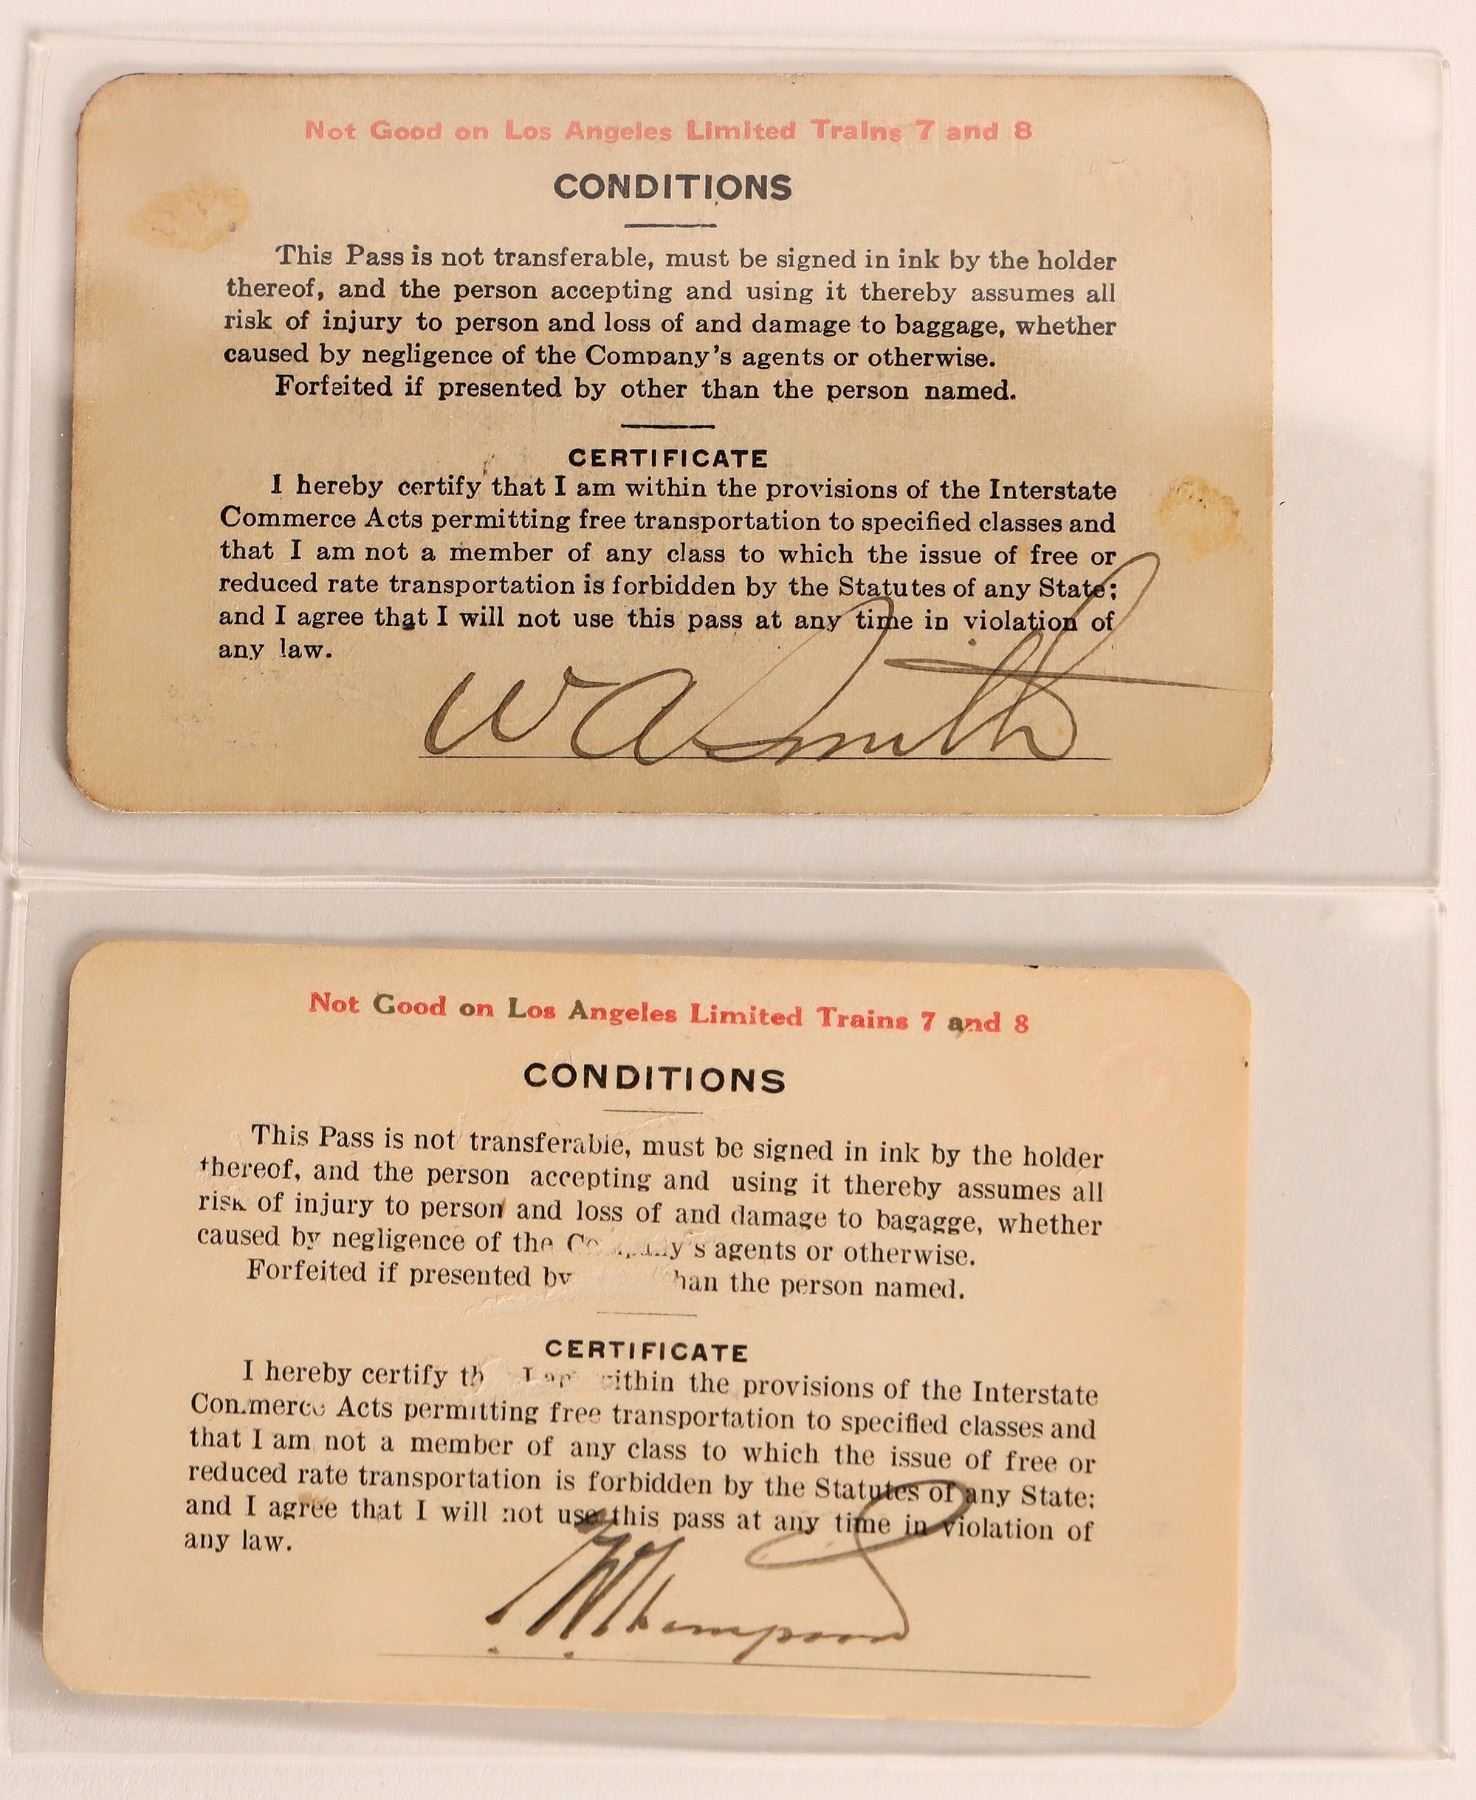 Not Good on Los Angeles Limited Trains 7 and 8
CONDITIONS
This Pass is not transferable, must be signed in ink by the holder
thereof, and the person accepting and using it thereby assumes all
risk of injury to person and loss of and damage to baggage, whether
caused by negligence of the Company's agents or otherwise.
Forfeited if presented by other than the person named.
CERTIFICATE
I hereby certify that I am within the provisions of the Interstate
Commerce Acts permitting free transportation to specified classes and
that I am not a member of any class to which the issue of free or
reduced rate transportation is forbidden by the Statutes of any State;
and I agree that I will not use this pass at any time in violation of
any law.
W A Smith
Not Good on Los Angeles Limited Trains 7 and 8
CONDITIONS
This Pass is not transferable, must be signed in ink by the holder
thereof, and the person accepting and using it thereby assumes all
risk of injury to person and loss of and damage to bagagge, whether
caused by negligence of the agents or otherwise.
Forfeited if presented by than the person named.
CERTIFICATE
I hereby certify I within the provisions of the Interstate
Commerce Acts permitting free transportation to specified classes and
that I am not a member of any class to which the issue of free or
reduced rate transportation is forbidden by the Statutes of any State;
and I agree that I will not use this pass at any time in violation of
any law.
Thompson